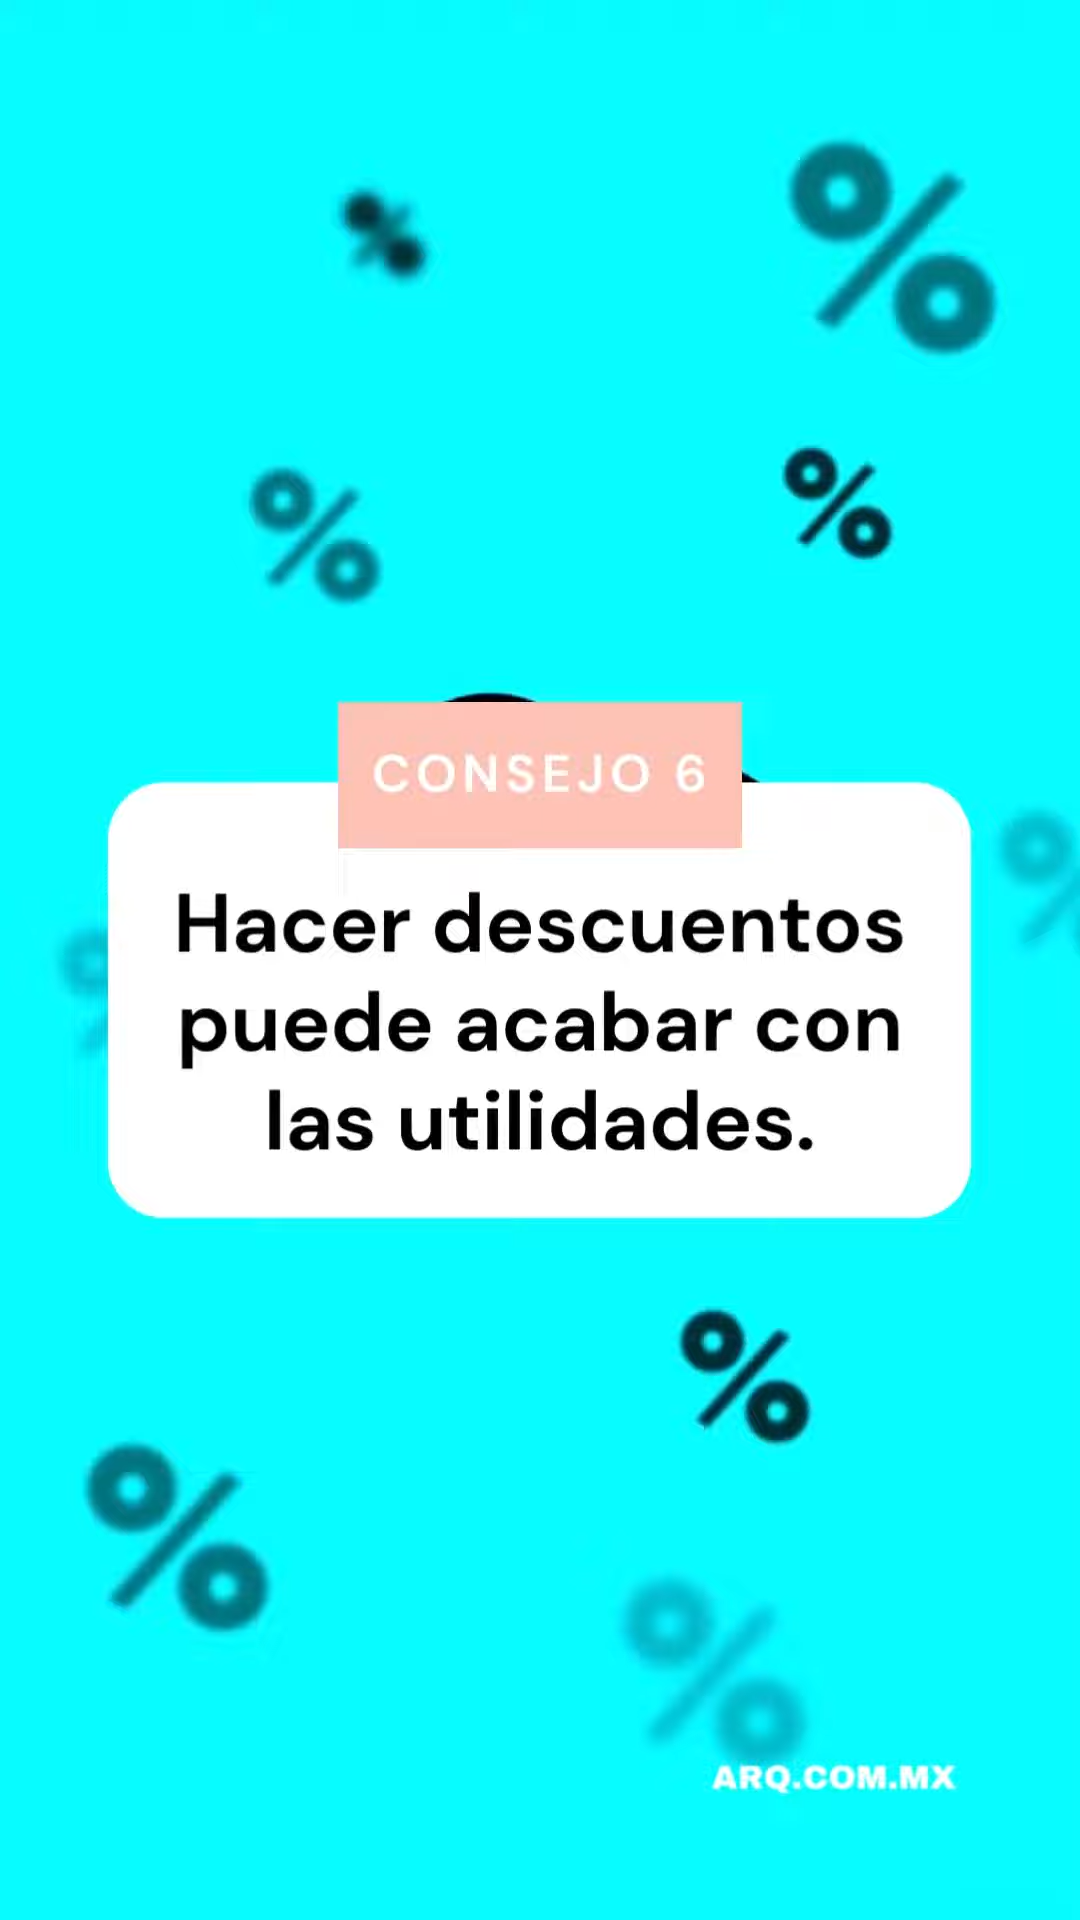 CONSEJO 6
Hacer descuentos
puede acabar con
las utilidades.
ARQ.COM.MX